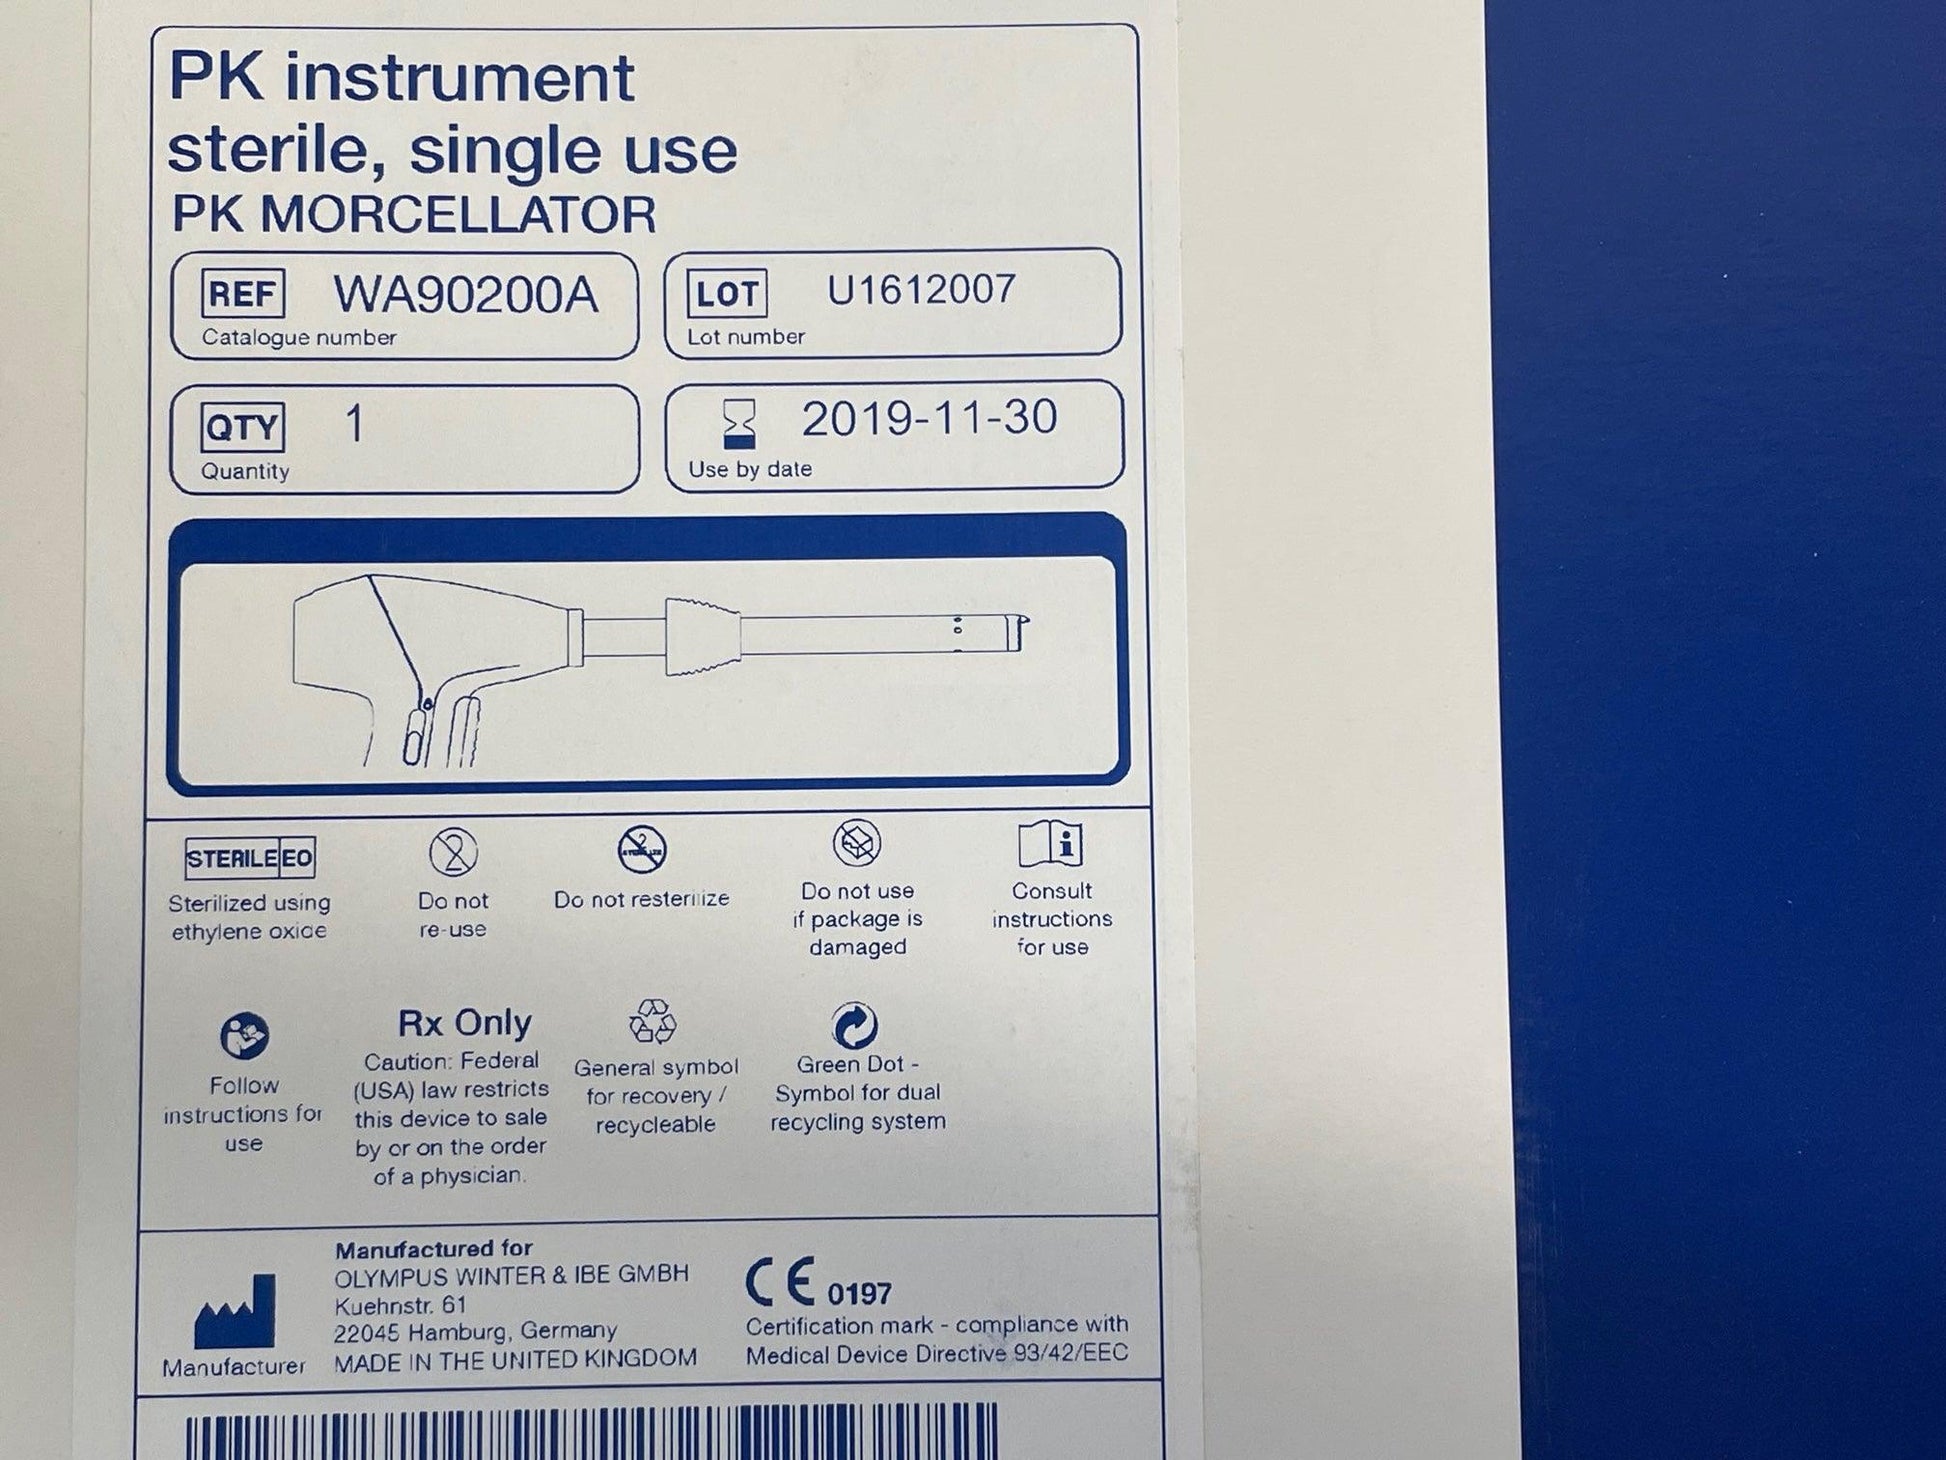 PK instrument
sterile, single use
PK MORCELLATOR
REF WA90200A
Catalogue number
LOT U1612007
Lot number
QTY 1
Quantity
2019-11-30
Use by date
STERILE EO
Sterilized using
ethylene oxide
2
Do not
re-use
2
Do not resterilize
Do not use
if package is
damaged
i
Consult
instructions
for use
Follow
instructions for
use
Rx Only
Caution: Federal
(USA) law restricts
this device to sale
by or on the order
of a physician.
General symbol
for recovery /
recycleable
Green Dot -
Symbol for dual
recycling system
Manufacturer
Manufactured for
OLYMPUS WINTER & IBE GMBH
Kuehnstr. 61
22045 Hamburg, Germany
MADE IN THE UNITED KINGDOM
CE 0197
Certification mark - compliance with
Medical Device Directive 93/42/EEC